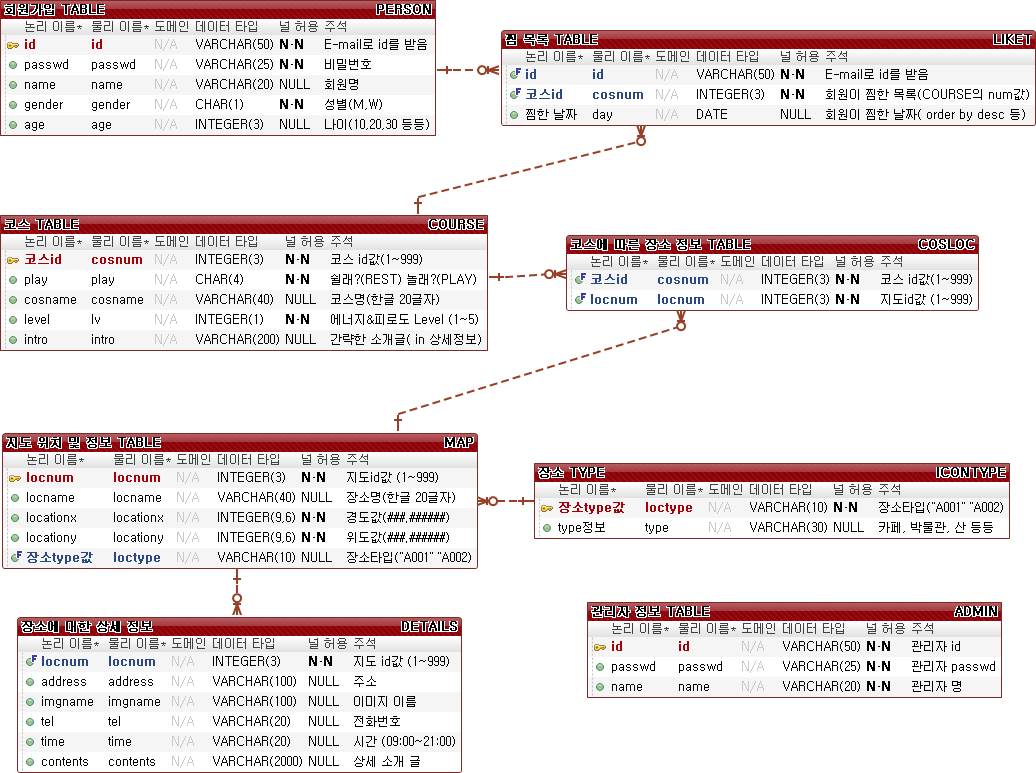 회원가입 TABLE PERSON
논리 이름* 물리 이름* 도메인 데이터 타입 널 허용 주석
id id N/A VARCHAR(50) N·N E-mail로 id를 받음
passwd passwd N/A VARCHAR(25) N·N 비밀번호
name name N/A VARCHAR(20) NULL 회원명
gender gender N/A CHAR(1) N·N 성별(M,W)
age age N/A INTEGER(3) NULL 나이(10,20,30 등등)
찜 목록 TABLE LIKET
논리 이름* 물리 이름* 도메인 데이터 타입 널 허용 주석
id id N/A VARCHAR(50) N·N E-mail로 id를 받음
코스id cosnum N/A INTEGER(3) N·N 회원이 찜한 목록(COURSE의 num값)
찜한 날짜 day N/A DATE NULL 회원이 찜한 날짜( order by desc 등)
코스 TABLE COURSE
논리 이름* 물리 이름* 도메인 데이터 타입 널 허용 주석
코스id cosnum N/A INTEGER(3) N·N 코스 id값(1~999)
play play N/A CHAR(4) N·N 쉴래?(REST) 놀래?(PLAY)
cosname cosname N/A VARCHAR(40) NULL 코스명(한글 20글자)
level lv N/A INTEGER(1) N·N 에너지&피로도 Level (1~5)
intro intro N/A VARCHAR(200) NULL 간략한 소개글( in 상세정보)
코스에 따른 장소 정보 TABLE COSLOC
논리 이름* 물리 이름* 도메인 데이터 타입 널 허용 주석
코스id cosnum N/A INTEGER(3) N·N 코스 id값(1~999)
locnum locnum N/A INTEGER(3) N·N 지도id값 (1~999)
지도 위치 및 정보 TABLE MAP
논리 이름* 물리 이름* 도메인 데이터 타입 널 허용 주석
locnum locnum N/A INTEGER(3) N·N 지도id값 (1~999)
locname locname N/A VARCHAR(40) NULL 장소명(한글 20글자)
locationx locationx N/A INTEGER(9,6) N·N 경도값(###,######)
locationy locationy N/A INTEGER(9,6) N·N 위도값(###,######)
장소type값 loctype N/A VARCHAR(10) NULL 장소타입("A001" "A002)
장소 TYPE ICONTYPE
논리 이름* 물리 이름* 도메인 데이터 타입 널 허용 주석
장소type값 loctype N/A VARCHAR(10) N·N 장소타입("A001" "A002)
type정보 type N/A VARCHAR(30) NULL 카페, 박물관, 산 등등
장소에 대한 상세 정보 DETAILS
논리 이름* 물리 이름* 도메인 데이터 타입 널 허용 주석
locnum locnum N/A INTEGER(3) N·N 지도 id값 (1~999)
address address N/A VARCHAR(100) NULL 주소
imgname imgname N/A VARCHAR(100) NULL 이미지 이름
tel tel N/A VARCHAR(20) NULL 전화번호
time time N/A VARCHAR(20) NULL 시간 (09:00~21:00)
contents contents N/A VARCHAR(2000) NULL 상세 소개 글
관리자 정보 TABLE ADMIN
논리 이름* 물리 이름* 도메인 데이터 타입 널 허용 주석
id id N/A VARCHAR(50) N·N 관리자 id
passwd passwd N/A VARCHAR(25) N·N 관리자 passwd
name name N/A VARCHAR(20) N·N 관리자 명